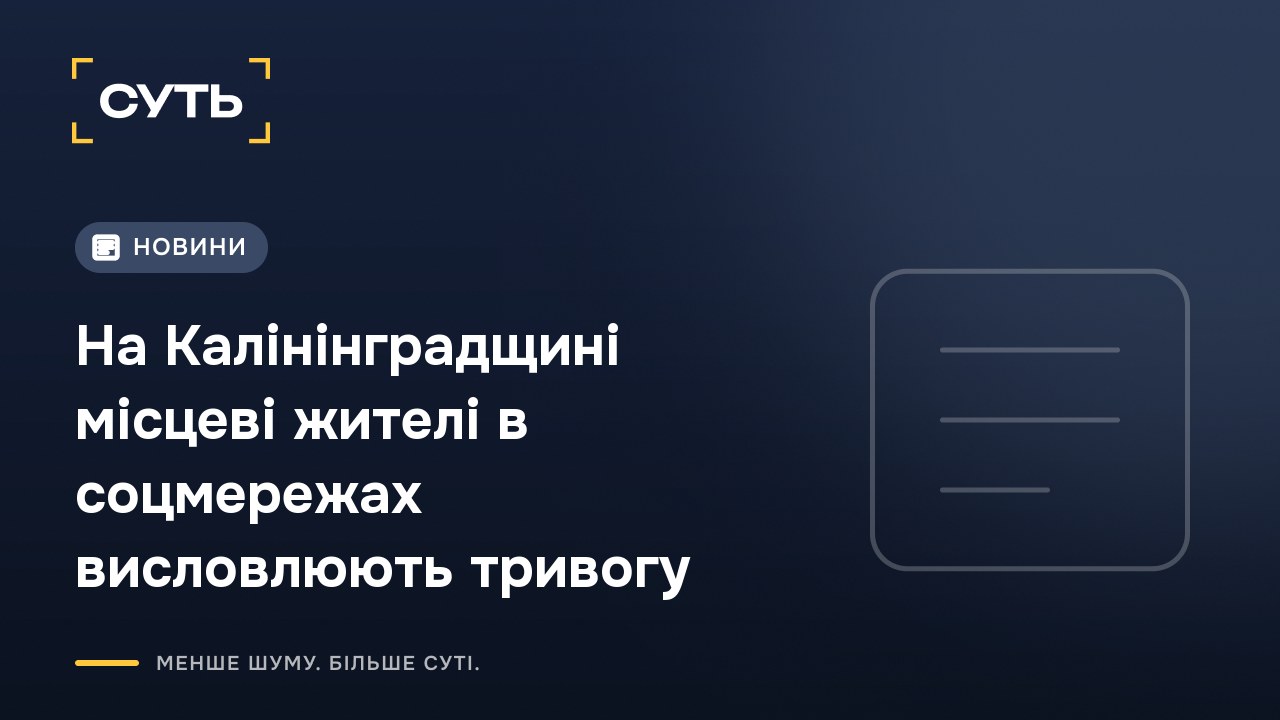 СУТЬ
НОВИНИ
На Калінінградщині
місцеві жителі в
соцмережах
висловлюють тривогу
МЕНШЕ ШУМУ. БІЛЬШЕ СУТІ.